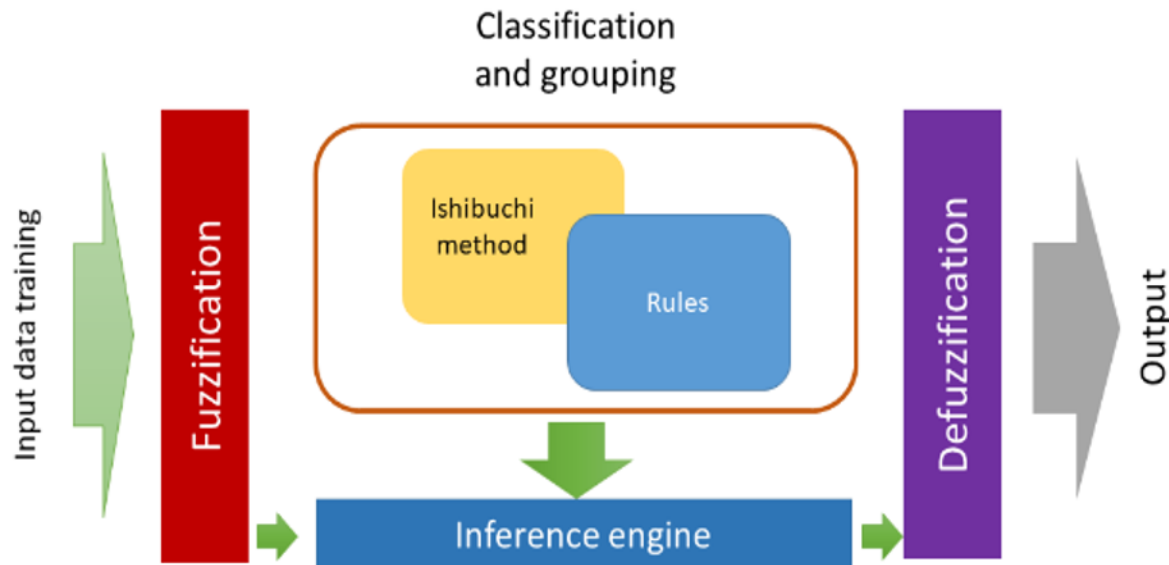 Classification
and grouping
Input data training
Fuzzification
Ishibuchi
method
Rules
Inference engine
Defuzzification
Output